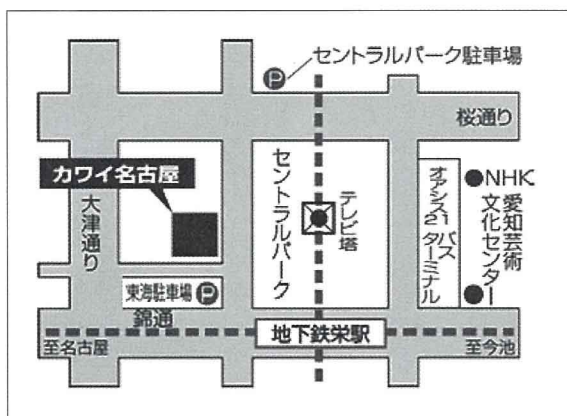 セントラルパーク駐車場
P
桜通り
カワイ名古屋
大津通り
セントラルパーク
テレビ塔
オアシス21
バスターミナル
NHK
愛知芸術
文化センター
東海駐車場 P
錦通
地下鉄栄駅
至名古屋
至今池